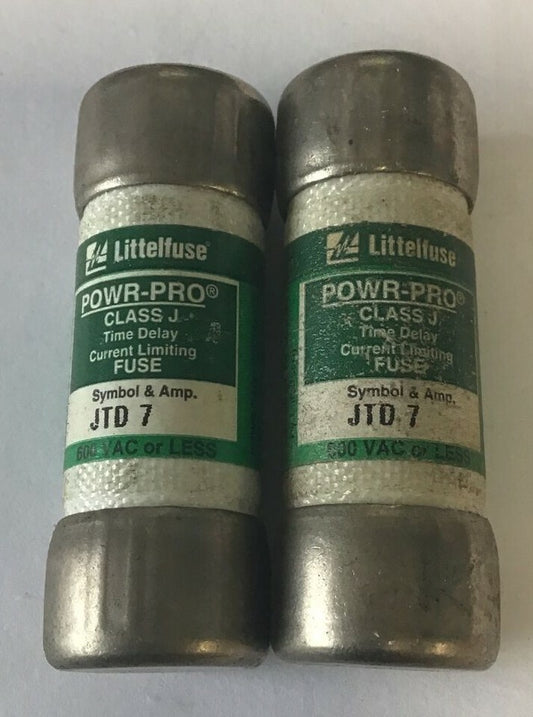 Littelfuse®
POWR-PRO®
CLASS J
Time Delay
Current Limiting
FUSE
Symbol & Amp.
JTD 7
600 VAC or LESS
Littelfuse
POWR-PRO®
CLASS J
Time Delay
Current Limiting
FUSE
Symbol & Amp.
JTD 7
600 VAC or LESS